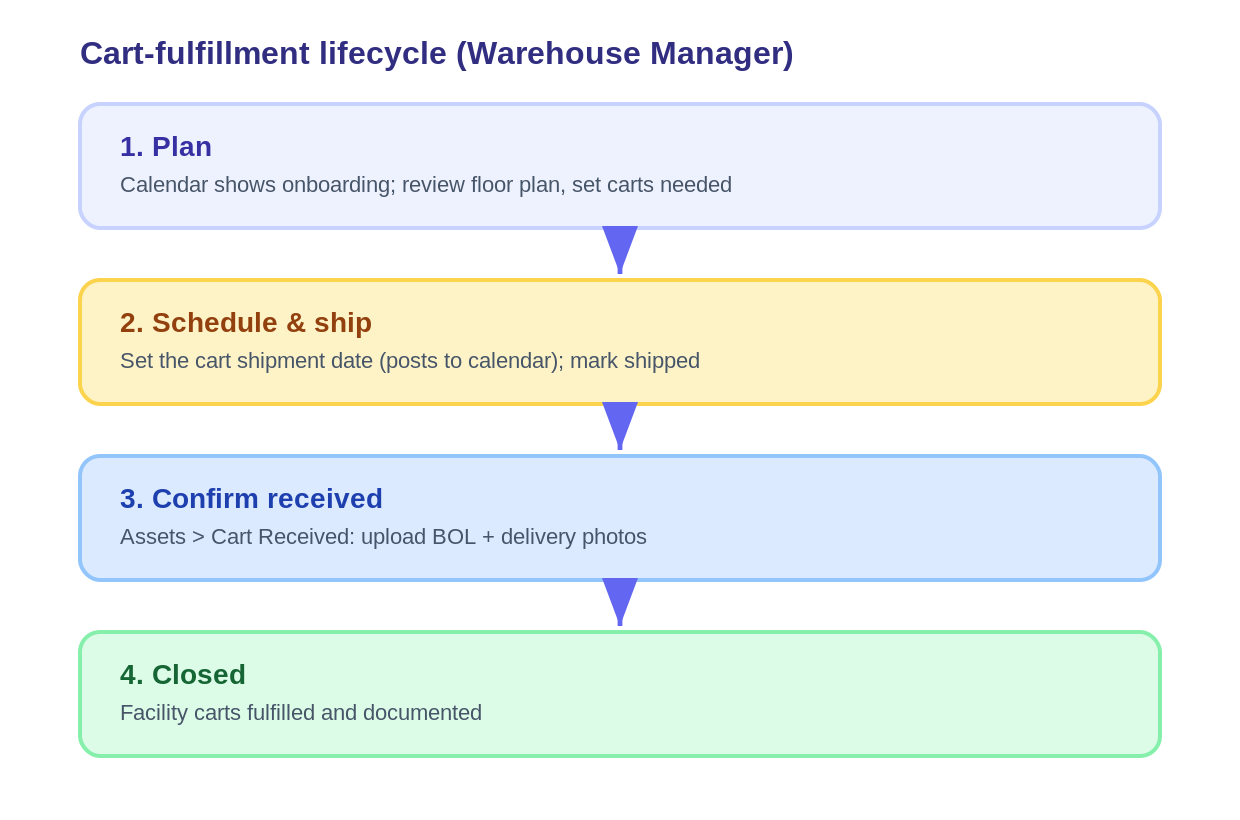 Cart-fulfillment lifecycle (Warehouse Manager)
1. Plan
Calendar shows onboarding; review floor plan, set carts needed
2. Schedule & ship
Set the cart shipment date (posts to calendar); mark shipped
3. Confirm received
Assets > Cart Received: upload BOL + delivery photos
4. Closed
Facility carts fulfilled and documented